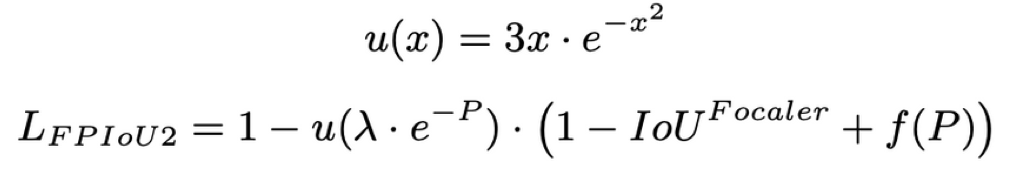 u(x) = 3x · e^{-x^2}
L_{FPIoU2} = 1 − u(λ · e^{−P}) · (1 − IoU^{Focaler} + f(P))